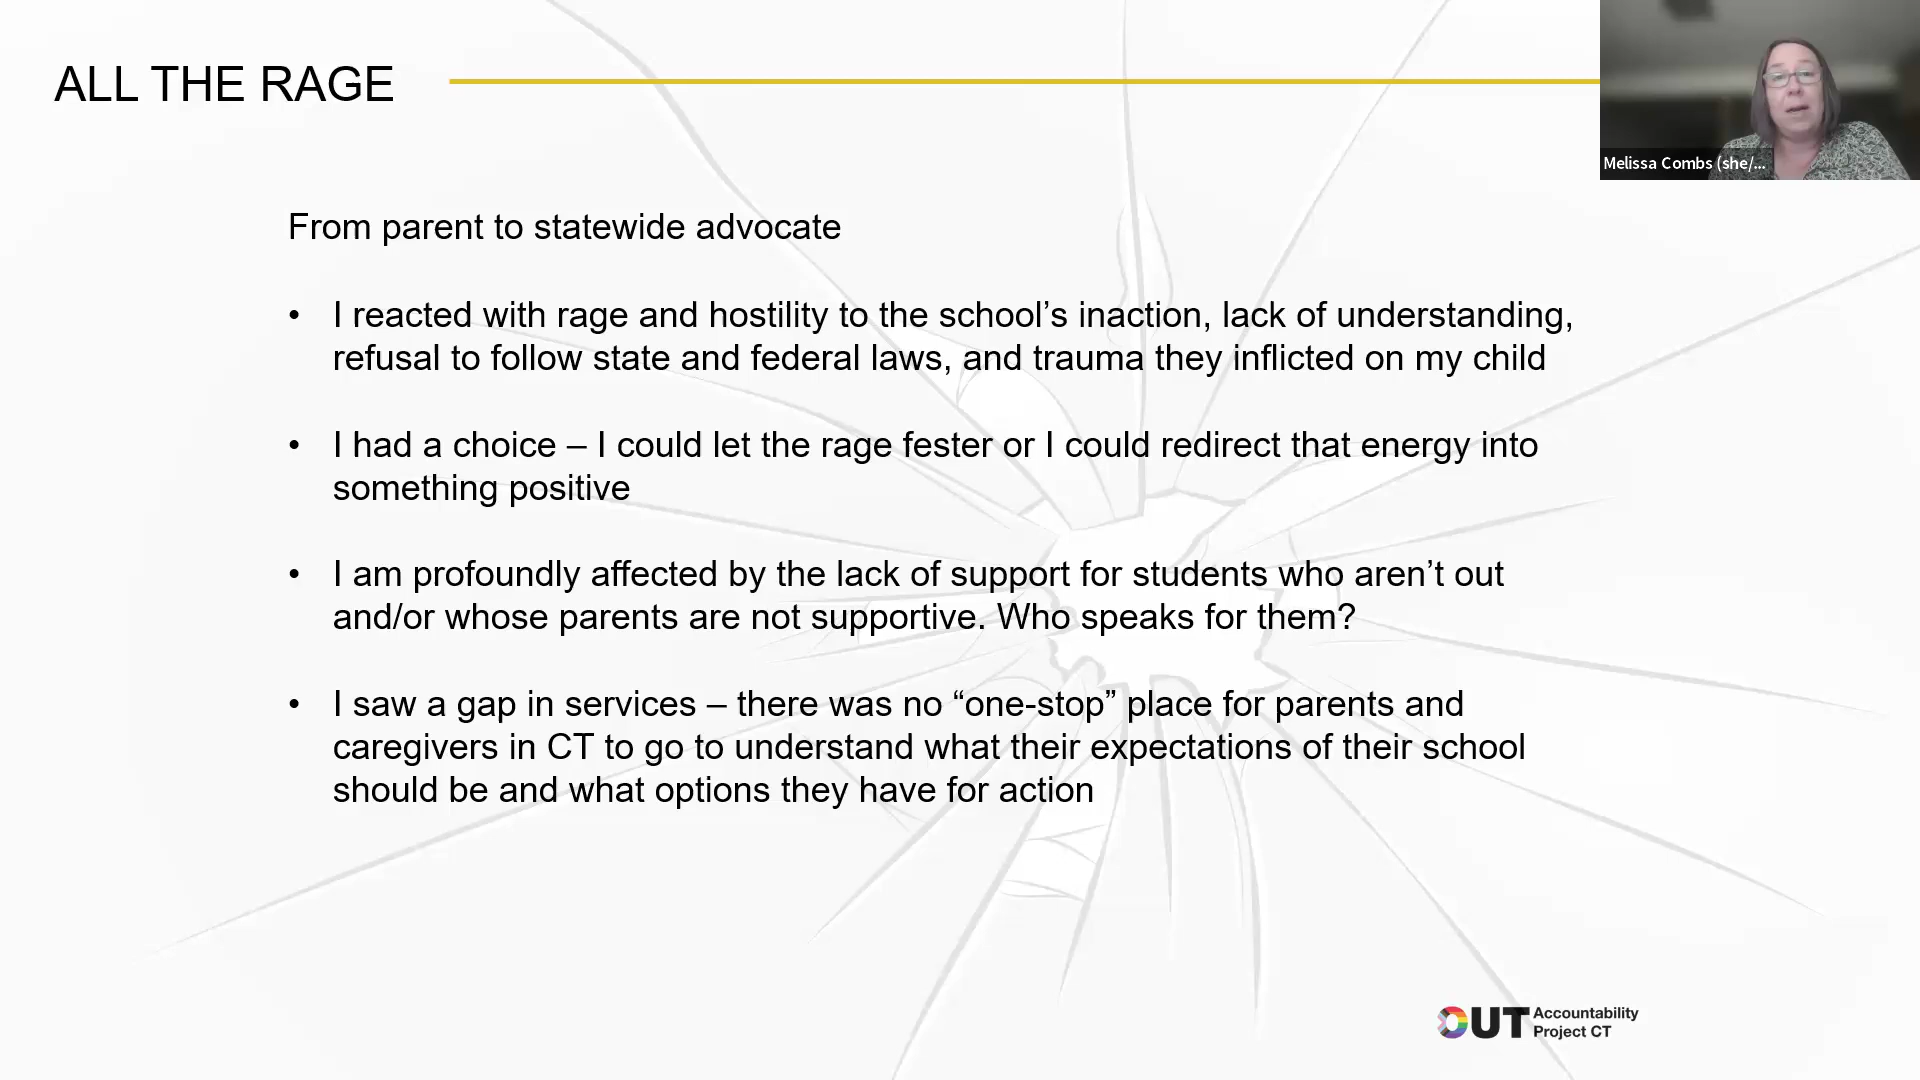 ALL THE RAGE
Melissa Combs (she/...
From parent to statewide advocate
• I reacted with rage and hostility to the school’s inaction, lack of understanding,
refusal to follow state and federal laws, and trauma they inflicted on my child
• I had a choice – I could let the rage fester or I could redirect that energy into
something positive
• I am profoundly affected by the lack of support for students who aren’t out
and/or whose parents are not supportive. Who speaks for them?
• I saw a gap in services – there was no “one-stop” place for parents and
caregivers in CT to go to understand what their expectations of their school
should be and what options they have for action
OUT Accountability
Project CT